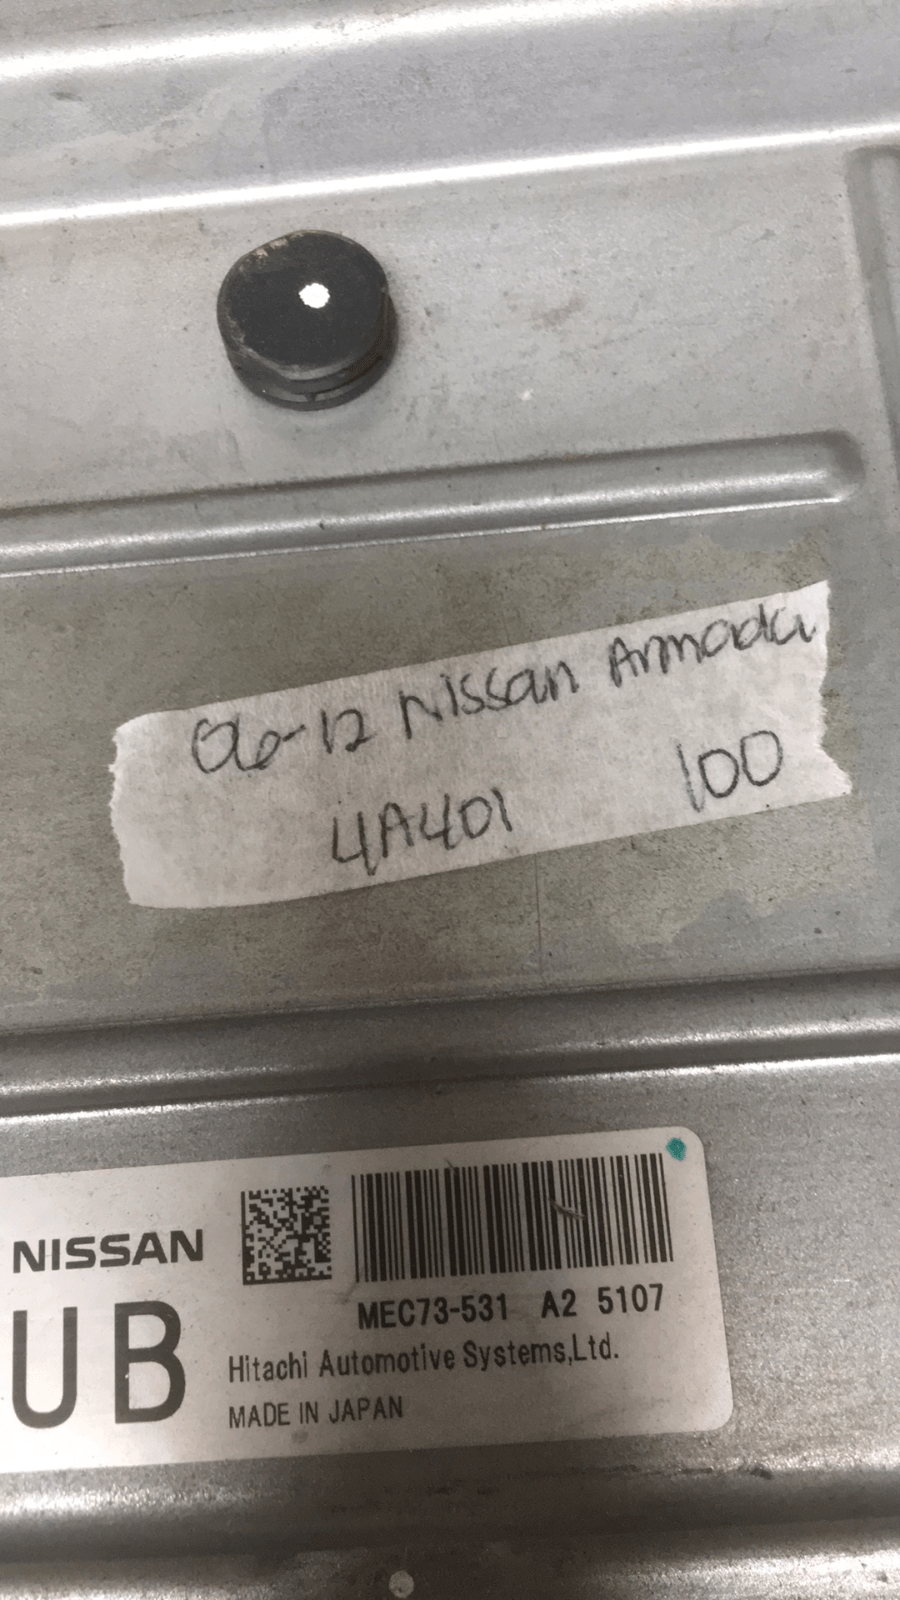 06-12 Nissan Armada
4A401 100
NISSAN
UB
MEC73-531 A2 5107
Hitachi Automotive Systems,Ltd.
MADE IN JAPAN